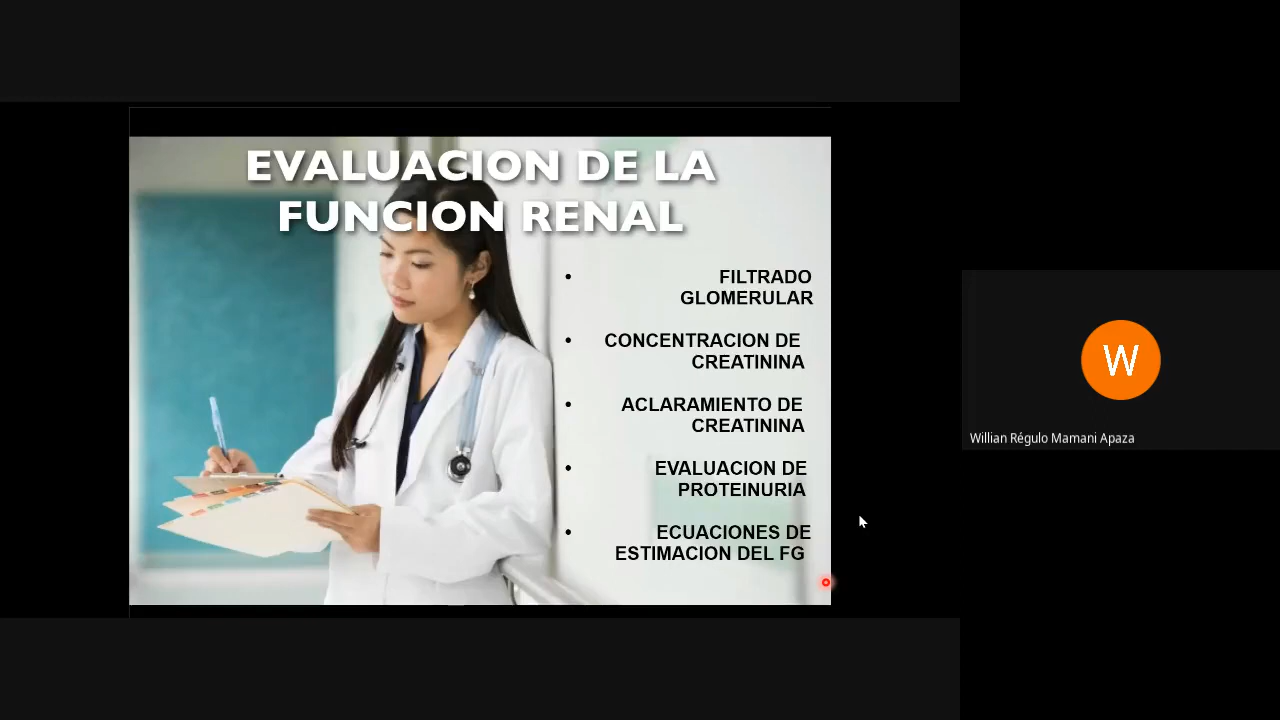 EVALUACION DE LA
FUNCION RENAL
• FILTRADO
GLOMERULAR
• CONCENTRACION DE
CREATININA
• ACLARAMIENTO DE
CREATININA
• EVALUACION DE
PROTEINURIA
• ECUACIONES DE
ESTIMACION DEL FG
W
Willian Régulo Mamani Apaza